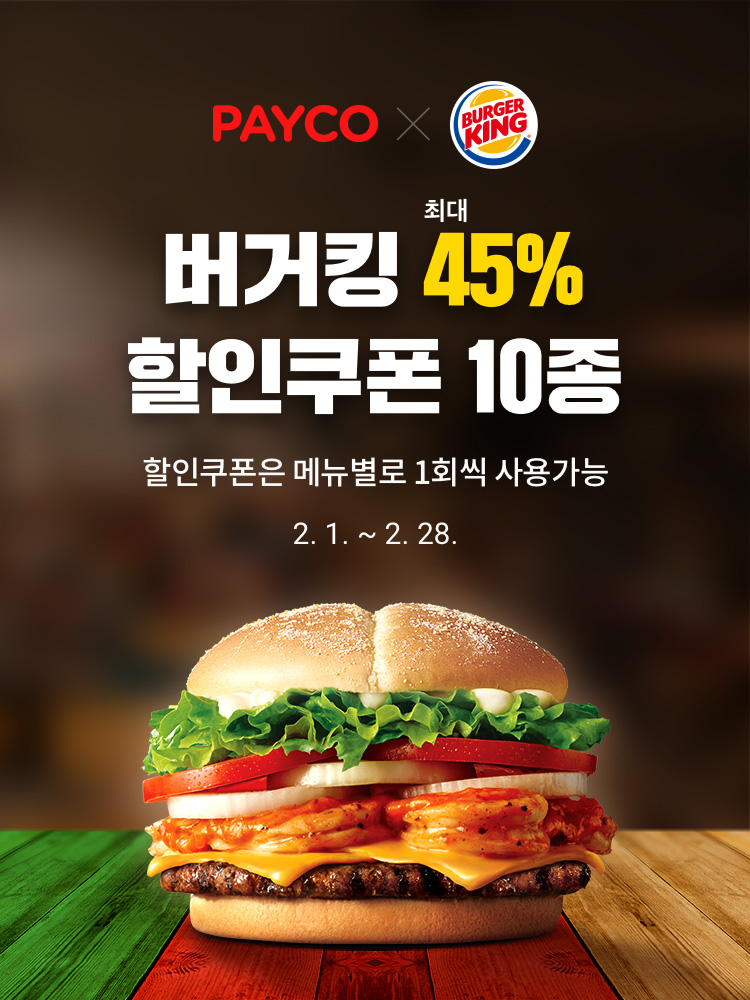 PAYCO
BURGER
KING
최대
버거킹 45%
할인쿠폰 10종
할인쿠폰은 메뉴별로 1회씩 사용가능
2. 1. ~ 2. 28.